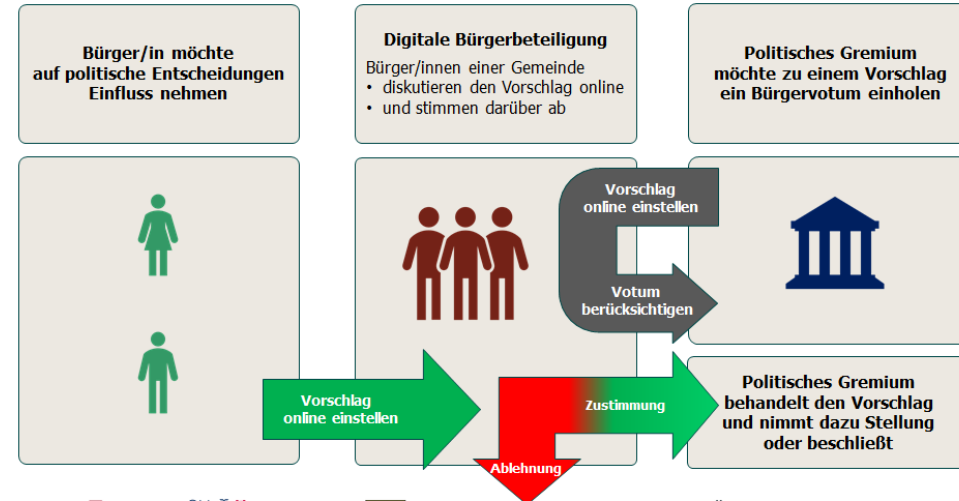 Bürger/in möchte
auf politische Entscheidungen
Einfluss nehmen
Digitale Bürgerbeteiligung
Bürger/innen einer Gemeinde
• diskutieren den Vorschlag online
• und stimmen darüber ab
Politisches Gremium
möchte zu einem Vorschlag
ein Bürgervotum einholen
Vorschlag
online einstellen
Votum
berücksichtigen
Vorschlag
online einstellen
Zustimmung
Ablehnung
Politisches Gremium
behandelt den Vorschlag
und nimmt dazu Stellung
oder beschließt